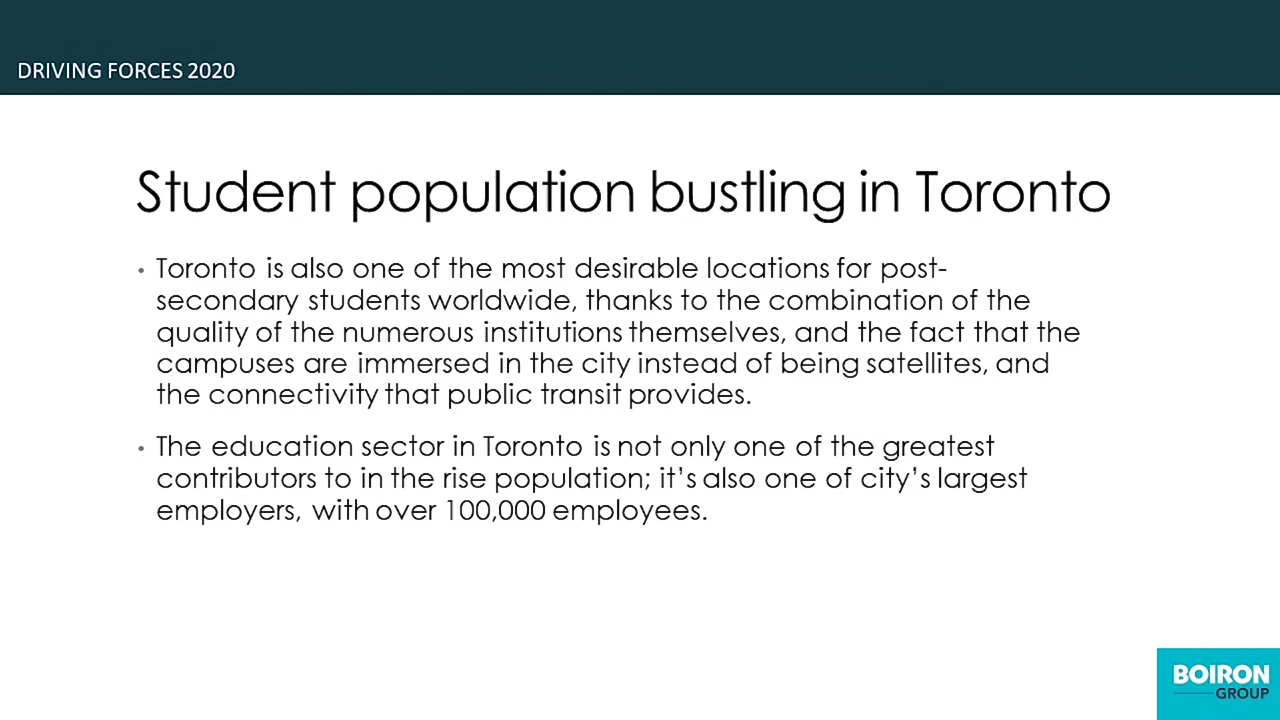 DRIVING FORCES 2020
Student population bustling in Toronto
• Toronto is also one of the most desirable locations for post-
secondary students worldwide, thanks to the combination of the
quality of the numerous institutions themselves, and the fact that the
campuses are immersed in the city instead of being satellites, and
the connectivity that public transit provides.
• The education sector in Toronto is not only one of the greatest
contributors to in the rise population; it's also one of city's largest
employers, with over 100,000 employees.
BOIRON
GROUP